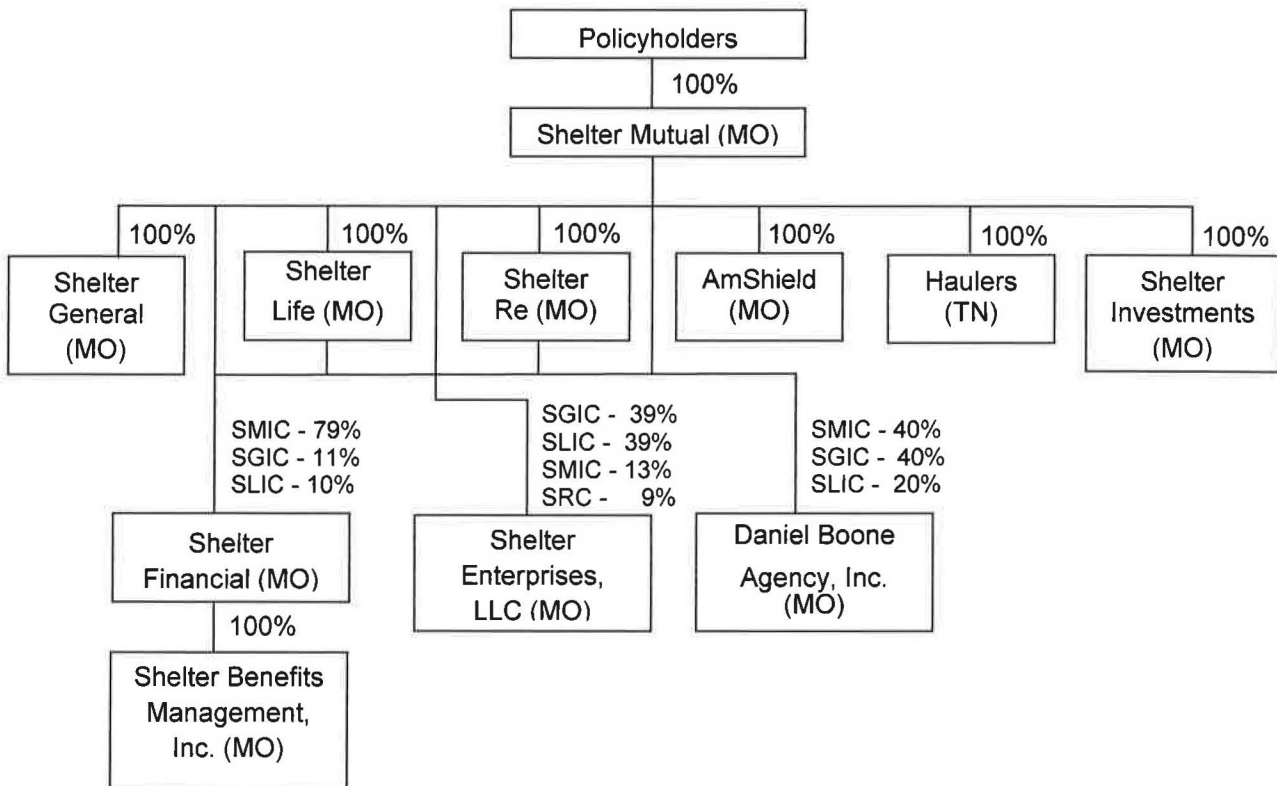 Policyholders
100%
Shelter Mutual (MO)
100%
100%
100%
100%
100%
100%
Shelter
General
(MO)
Shelter
Life (MO)
Shelter
Re (MO)
AmShield
(MO)
Haulers
(TN)
Shelter
Investments
(MO)
SMIC - 79%
SGIC - 11%
SLIC - 10%
SGIC - 39%
SLIC - 39%
SMIC - 13%
SRC - 9%
SMIC - 40%
SGIC - 40%
SLIC - 20%
Shelter
Financial (MO)
Shelter
Enterprises,
LLC (MO)
Daniel Boone
Agency, Inc.
(MO)
100%
Shelter Benefits
Management,
Inc. (MO)